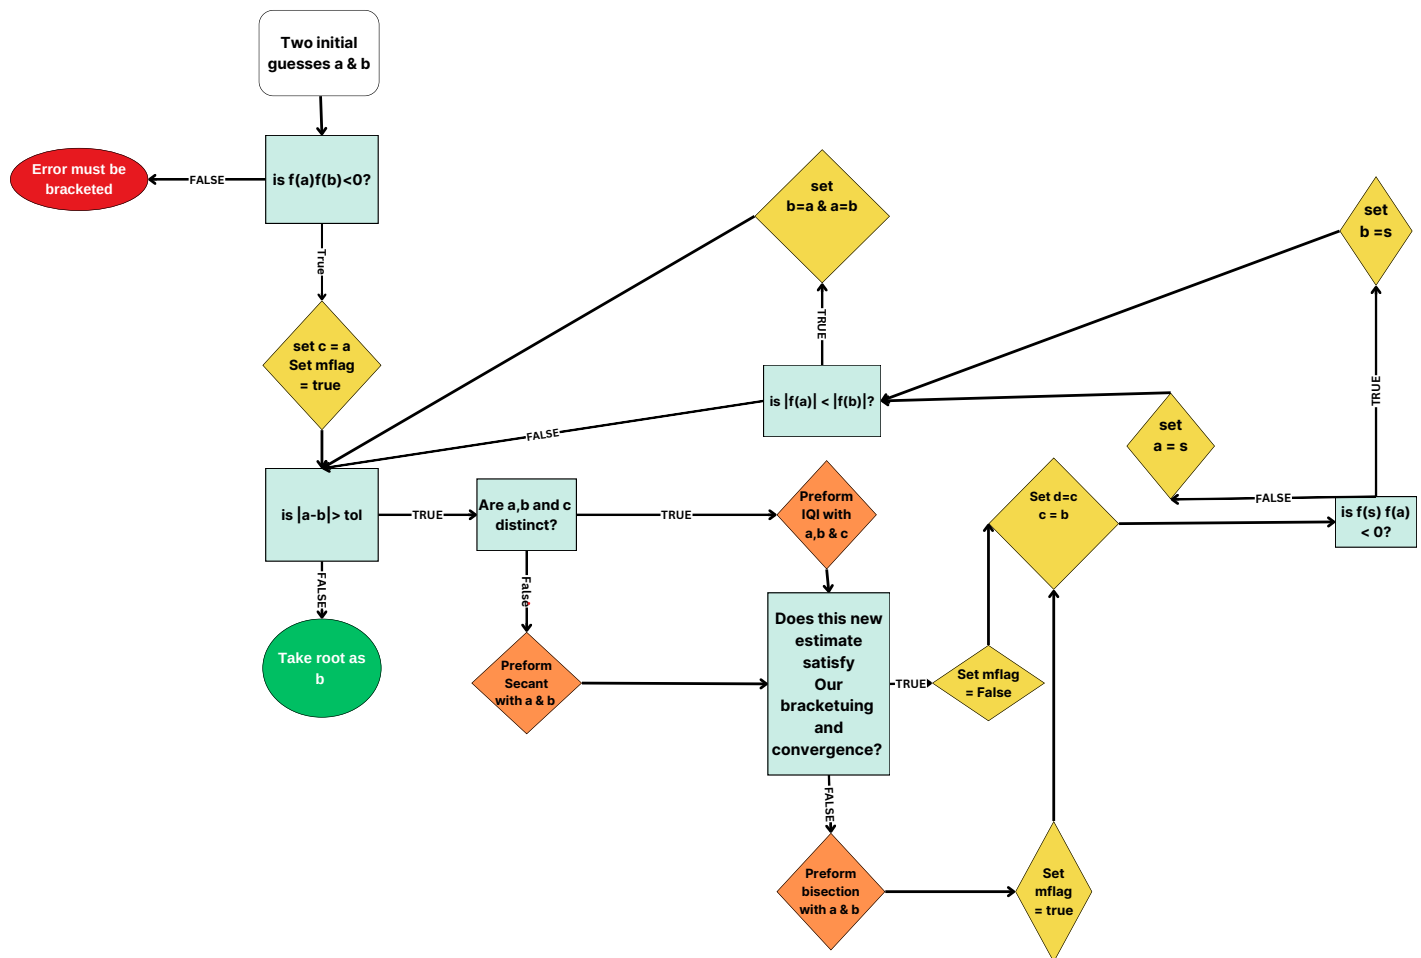 Two initial
guesses a & b
Error must be
bracketed
FALSE
is f(a)f(b)<0?
True
set c = a
Set mflag
= true
set
b=a & a=b
TRUE
is |f(a)| < |f(b)|?
FALSE
set
b =s
TRUE
set
a = s
FALSE
is f(s) f(a)
< 0?
is |a-b|> tol
TRUE
Are a,b and c
distinct?
TRUE
Preform
IQI with
a,b & c
Set d=c
c = b
FALSE
Take root as
b
False
Preform
Secant
with a & b
Does this new
estimate
satisfy
Our
bracketuing
and
convergence?
TRUE
Set mflag
= False
FALSE
Preform
bisection
with a & b
Set
mflag
= true